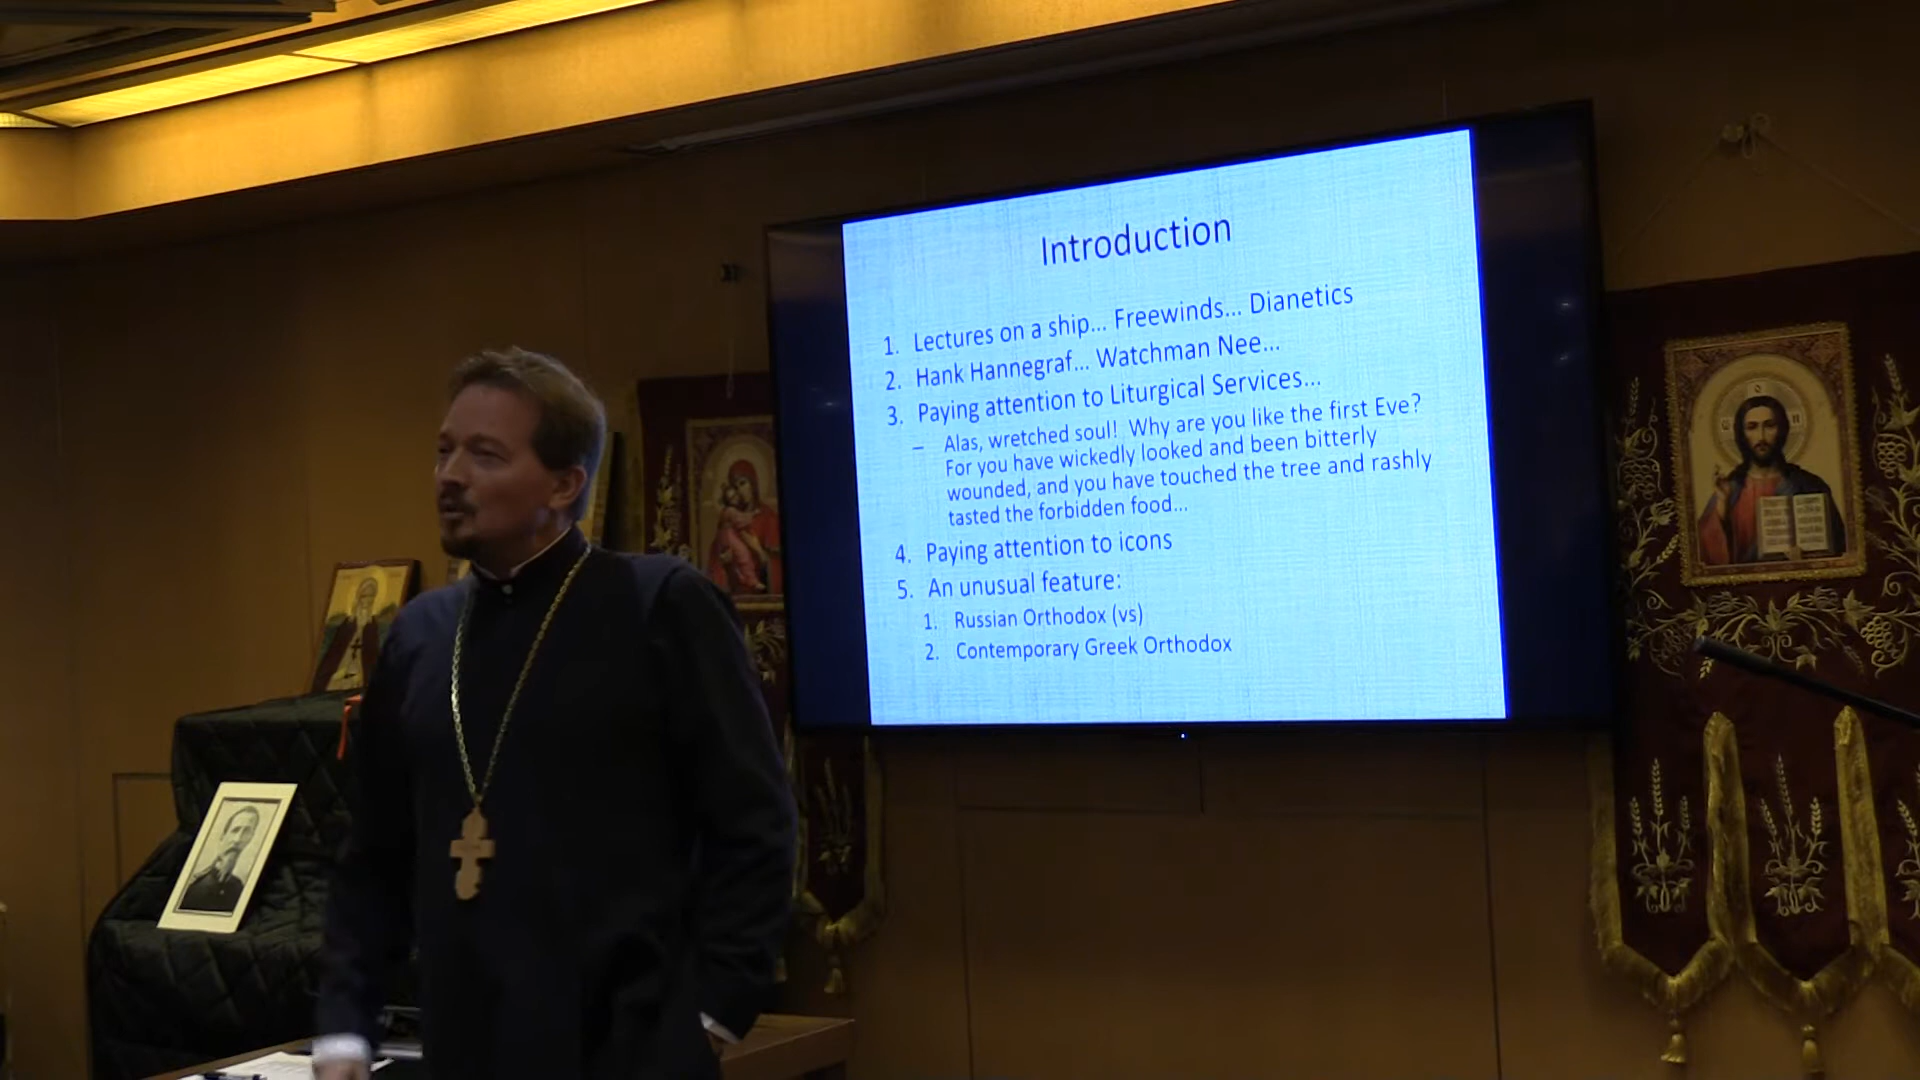 Introduction
1. Lectures on a ship... Freewinds... Dianetics
2. Hank Hannegraf... Watchman Nee...
3. Paying attention to Liturgical Services...
– Alas, wretched soul! Why are you like the first Eve?
For you have wickedly looked and been bitterly
wounded, and you have touched the tree and rashly
tasted the forbidden food...
4. Paying attention to icons
5. An unusual feature:
1. Russian Orthodox (vs)
2. Contemporary Greek Orthodox